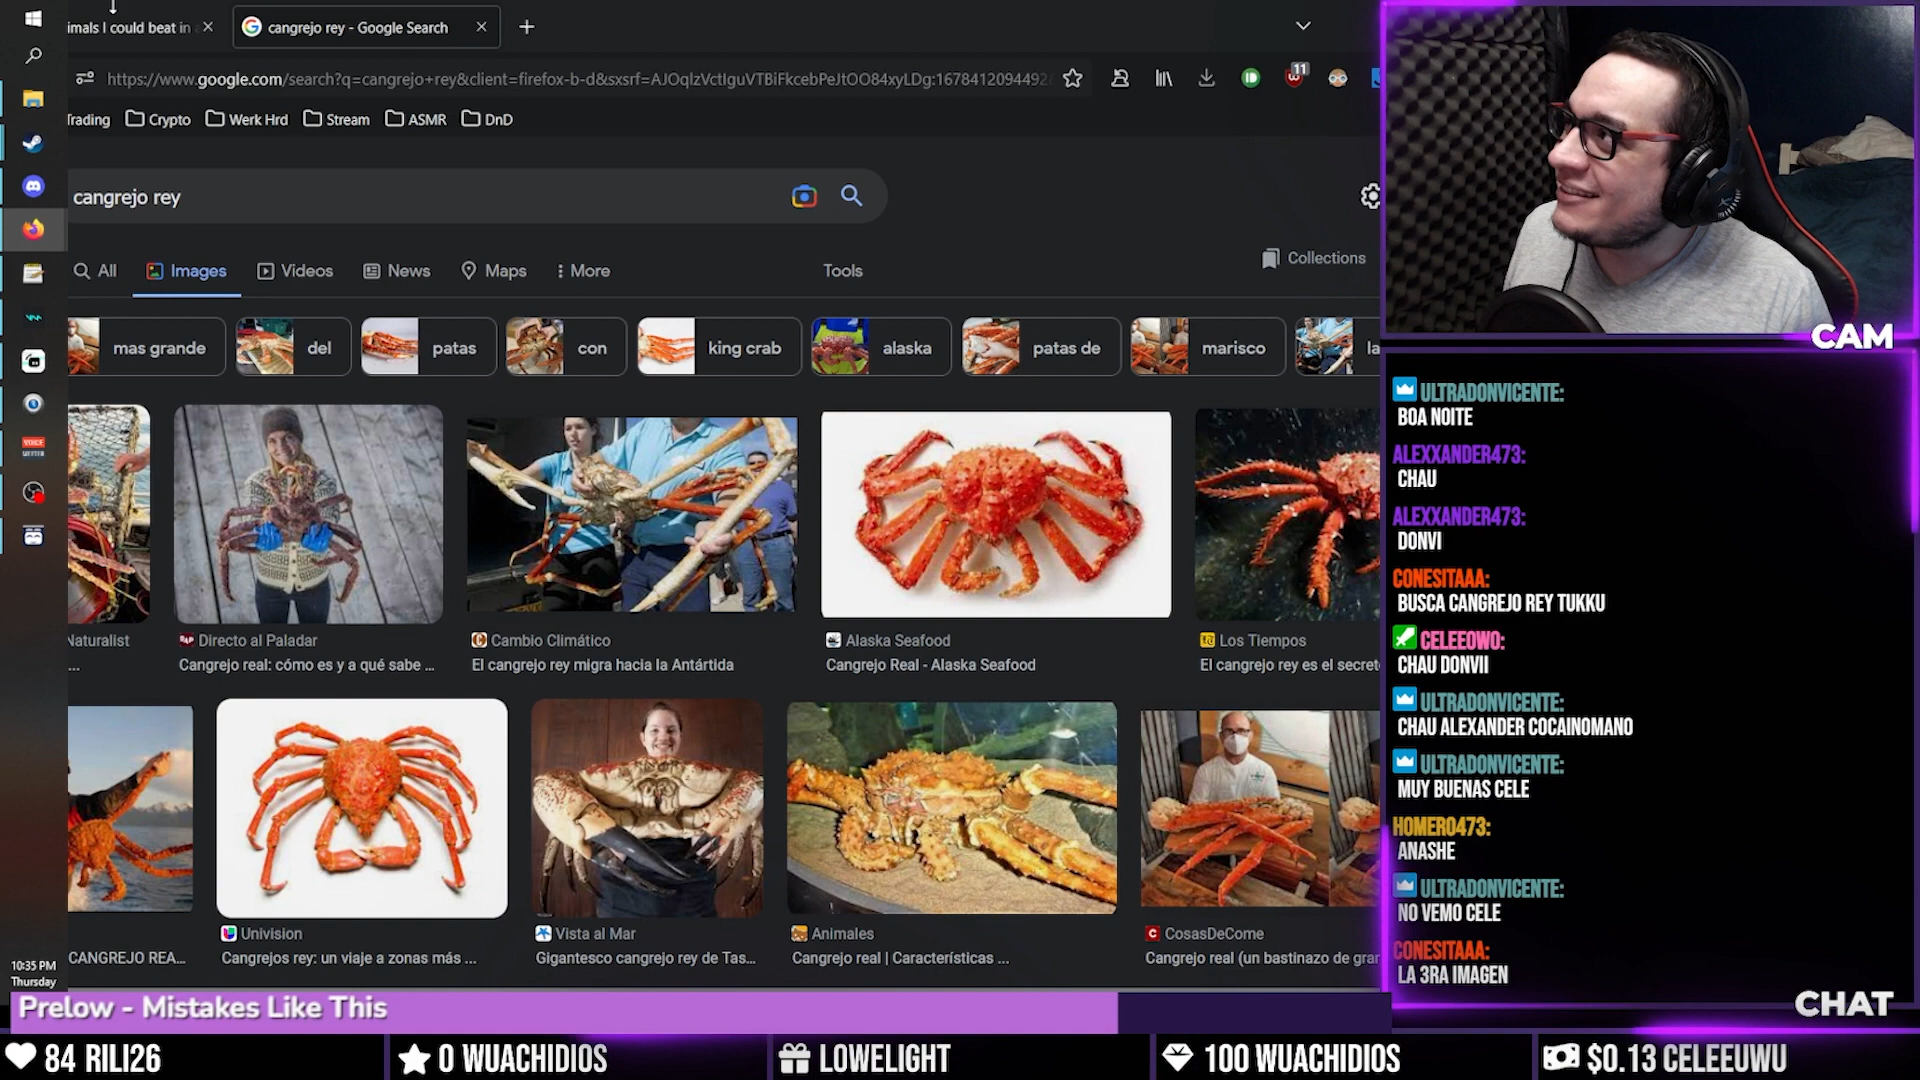 imals I could beat in
cangrejo rey - Google Search
https://www.google.com/search?q=cangrejo+rey&client=firefox-b-d&sxsrf=AJOqlzVctIguVTBiFkcebPeJtOO84xyLDg:167841209449
11
Trading
Crypto
Werk Hrd
Stream
ASMR
DnD
cangrejo rey
All
Images
Videos
News
Maps
More
Tools
Collections
mas grande
del
patas
con
king crab
alaska
patas de
marisco
la
Naturalist
...
Directo al Paladar
Cangrejo real: cómo es y a qué sabe ...
Cambio Climático
El cangrejo rey migra hacia la Antártida
Alaska Seafood
Cangrejo Real - Alaska Seafood
Los Tiempos
El cangrejo rey es el secret
CANGREJO REA...
Univision
Cangrejos rey: un viaje a zonas más ...
Vista al Mar
Gigantesco cangrejo rey de Tas...
Animales
Cangrejo real | Características ...
CosasDeCome
Cangrejo real (un bastinazo de gran
10:35 PM
Thursday
Prelow - Mistakes Like This
CAM
ULTRADONVICENTE:
BOA NOITE
ALEXXANDER473:
CHAU
ALEXXANDER473:
DONVI
CONESITAAA:
BUSCA CANGREJO REY TUKKU
CELEEOWO:
CHAU DONVII
ULTRADONVICENTE:
CHAU ALEXANDER COCAINOMANO
ULTRADONVICENTE:
MUY BUENAS CELE
HOMERO473:
ANASHE
ULTRADONVICENTE:
NO VEMO CELE
CONESITAAA:
LA 3RA IMAGEN
CHAT
84 RILI26
0 WUACHIDIOS
LOWELIGHT
100 WUACHIDIOS
$0.13 CELEEUWU